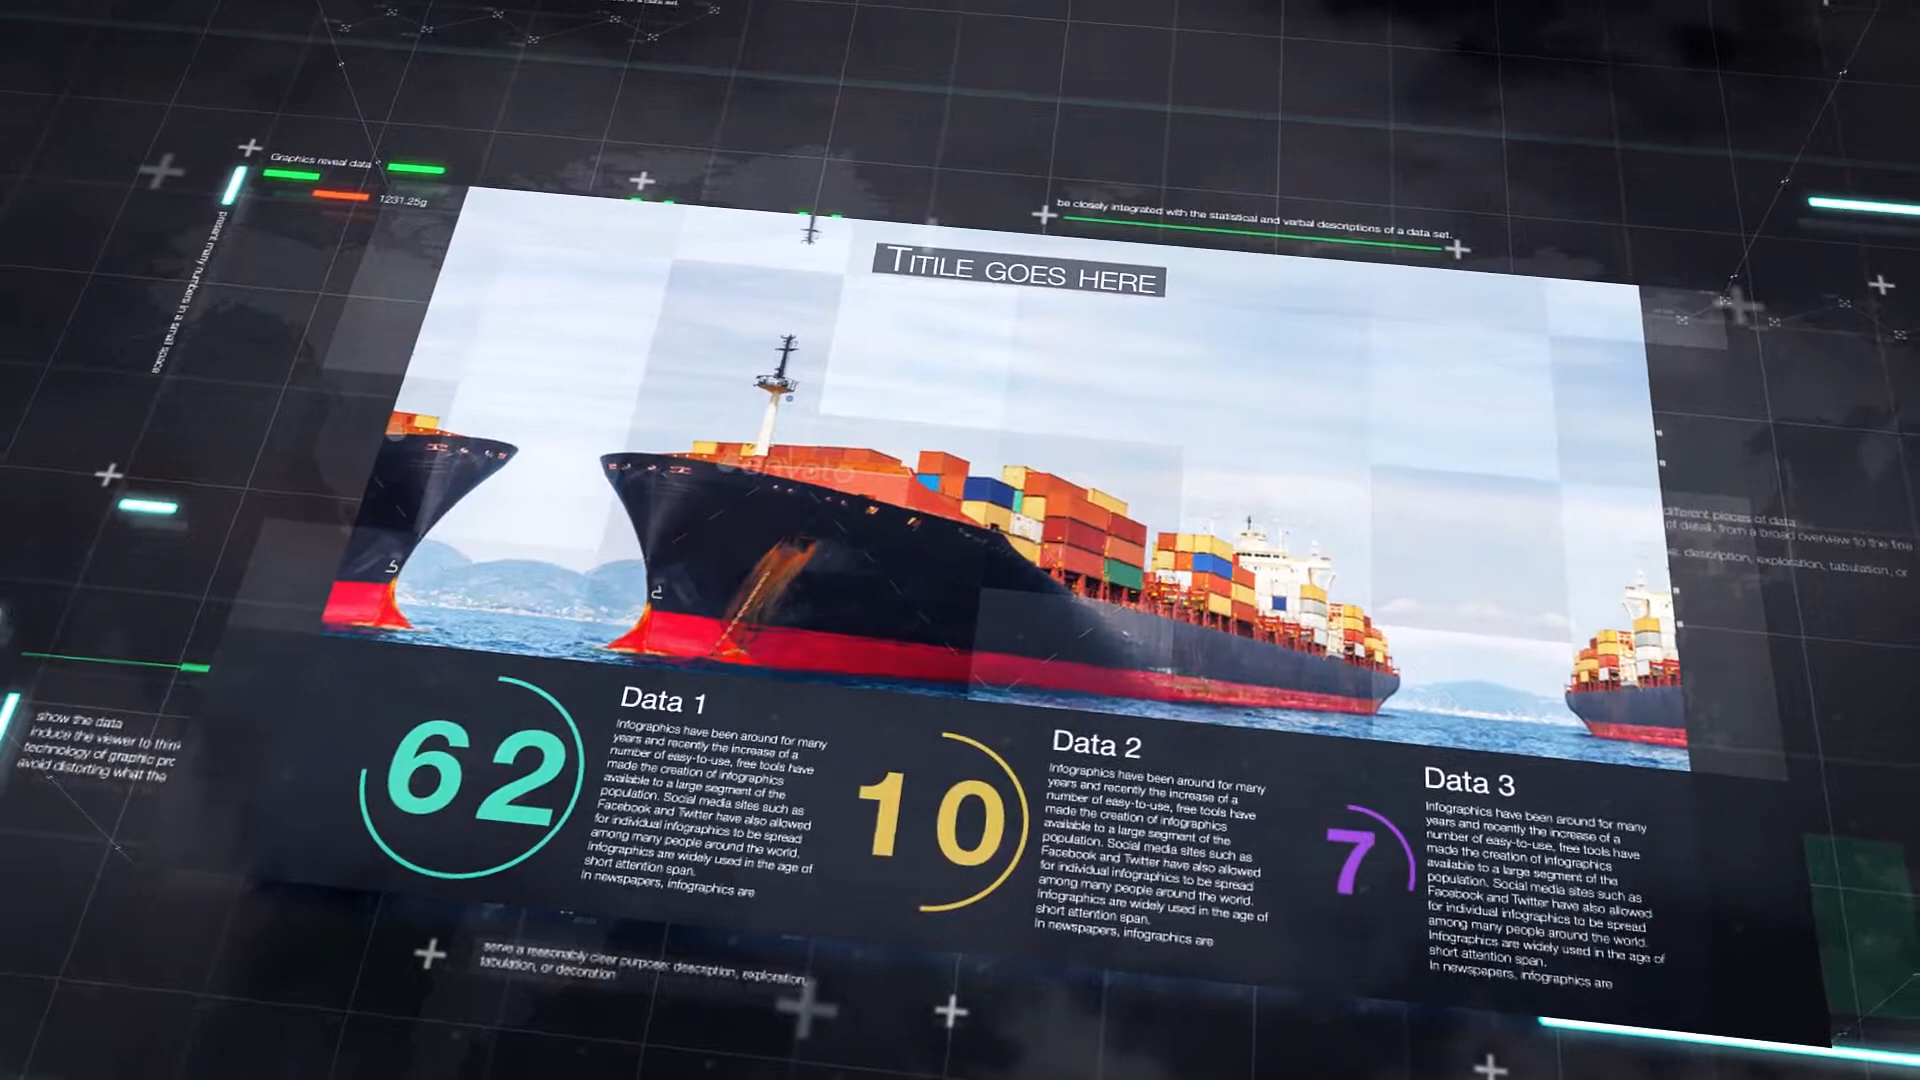 of a data set.
Graphics reveal data
1231.25g
present many numbers in a small space
be closely integrated with the statistical and verbal descriptions of a data set.
TITILE GOES HERE
envato
5
2
different pieces of data
of detail, from a broad overview to the fine
description, exploration, tabulation, or
show the data
induce the viewer to think
technology of graphic pro
avoid distorting what the
62
Data 1
Infographics have been around for many
years and recently the increase of a
number of easy-to-use, free tools have
made the creation of infographics
available to a large segment of the
population. Social media sites such as
Facebook and Twitter have also allowed
for individual infographics to be spread
among many people around the world.
Infographics are widely used in the age of
short attention span.
In newspapers, infographics are
10
Data 2
Infographics have been around for many
years and recently the increase of a
number of easy-to-use, free tools have
made the creation of infographics
available to a large segment of the
population. Social media sites such as
Facebook and Twitter have also allowed
for individual infographics to be spread
among many people around the world.
Infographics are widely used in the age of
short attention span.
In newspapers, infographics are
7
Data 3
Infographics have been around for many
years and recently the increase of a
number of easy-to-use, free tools have
made the creation of infographics
available to a large segment of the
population. Social media sites such as
Facebook and Twitter have also allowed
for individual infographics to be spread
among many people around the world.
Infographics are widely used in the age of
short attention span.
In newspapers, infographics are
serve a reasonably clear purpose: description, exploration,
tabulation, or decoration